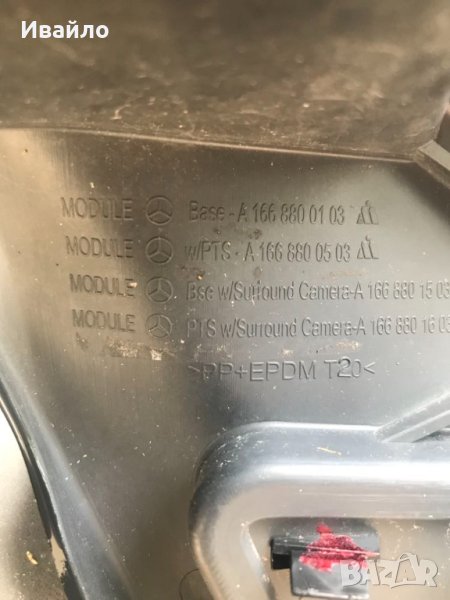 Ивайло
MODULE Base - A 166 880 01 03
MODULE w/PTS - A 166 880 05 03
MODULE Bse w/Surround Camera-A 166 880 15 03
MODULE PTS w/Surround Camera-A 166 880 16 03
>PP+EPDM T20<
BAZAR